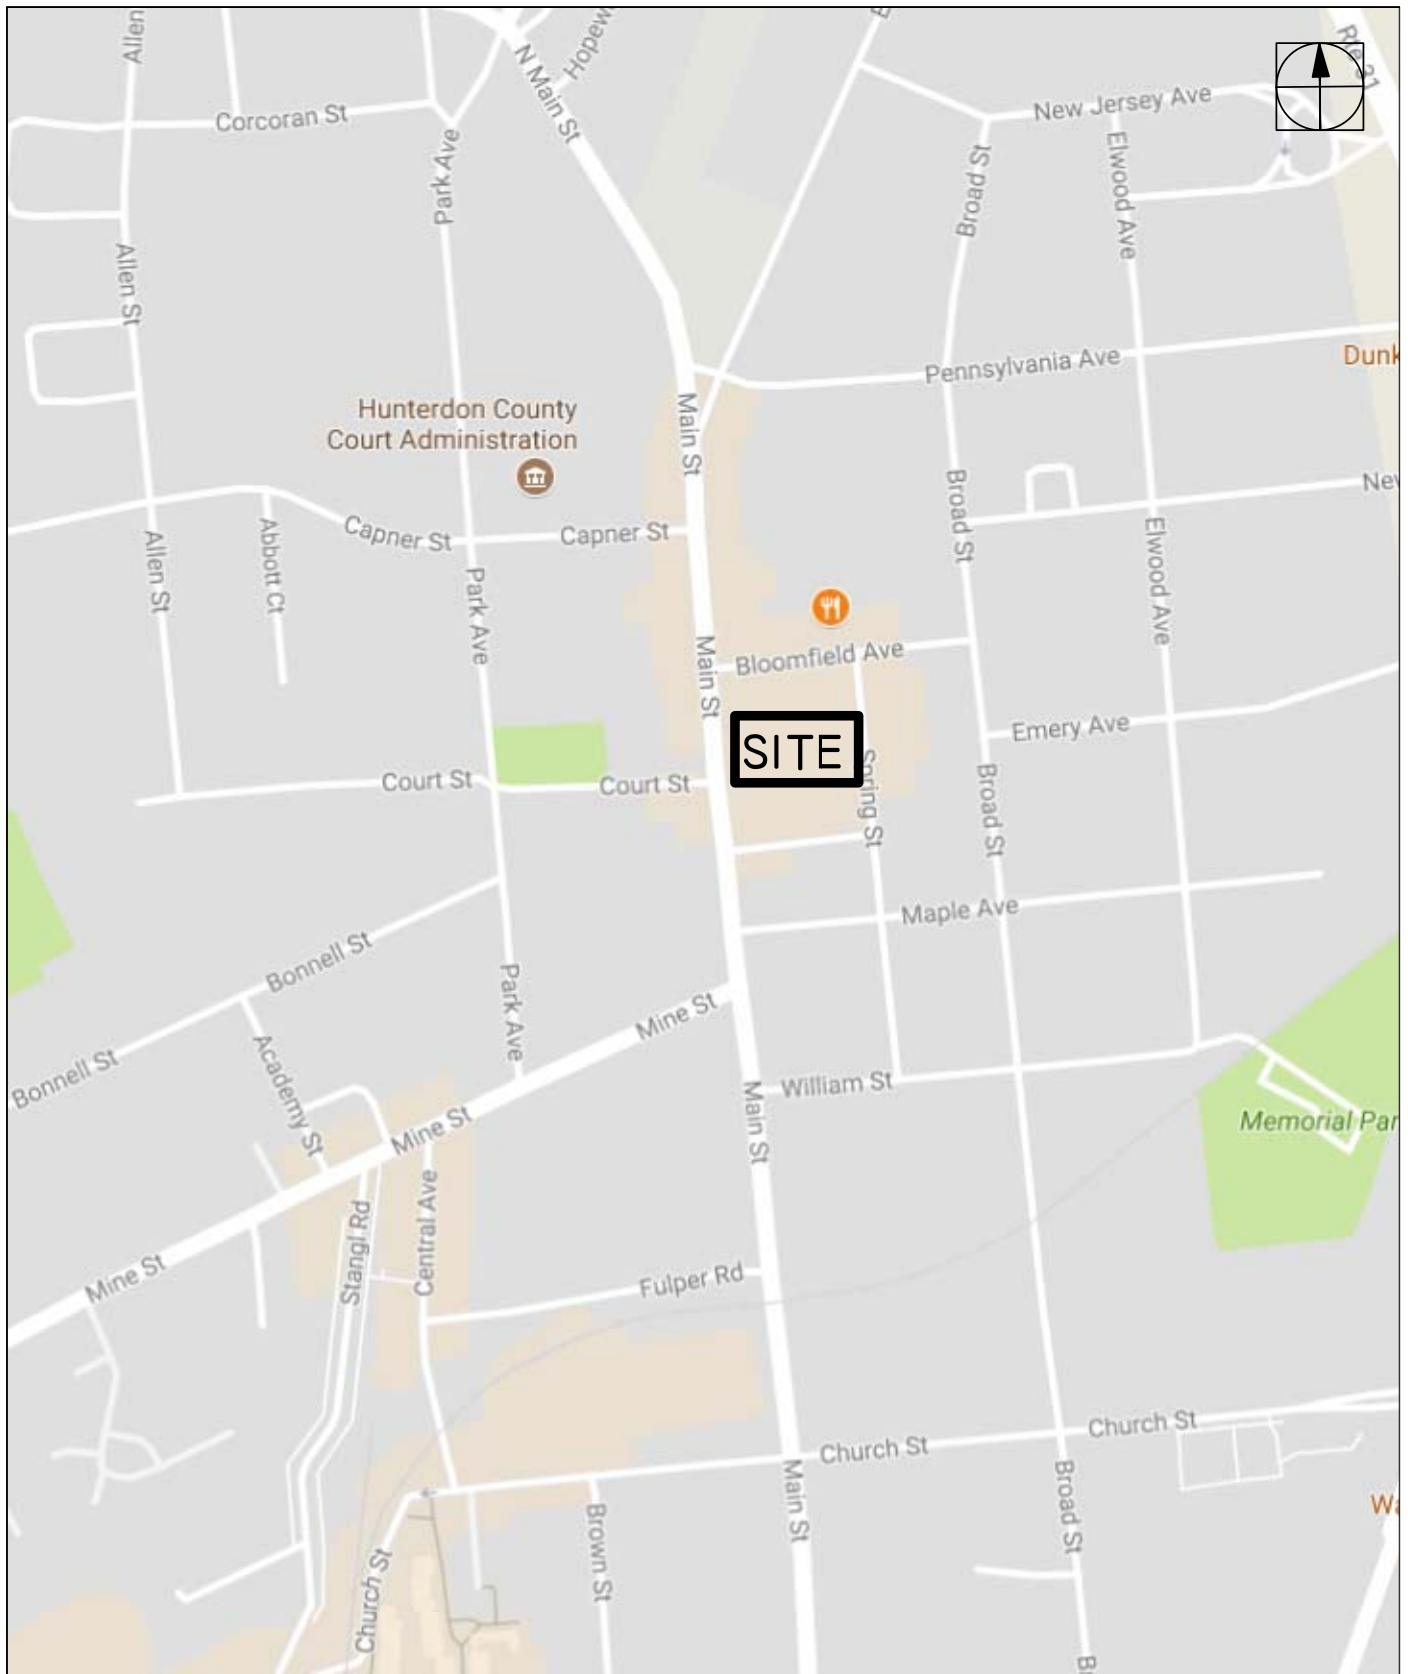 Allen
N Main St
Hopew
E
Rte 31
Corcoran St
New Jersey Ave
Park Ave
Broad St
Elwood Ave
Allen St
Pennsylvania Ave
Dunk
Hunterdon County
Court Administration
Main St
Capner St
Capner St
Abbott Ct
Allen St
Park Ave
Broad St
Elwood Ave
Nev
Main St
Bloomfield Ave
SITE
Emery Ave
Spring St
Court St
Court St
Broad St
Maple Ave
Bonnell St
Bonnell St
Park Ave
Mine St
Academy St
William St
Main St
Mine St
Memorial Par
Stangl Rd
Central Ave
Mine St
Fulper Rd
Church St
Church St
Main St
Broad St
Wa
Brown St
Church St